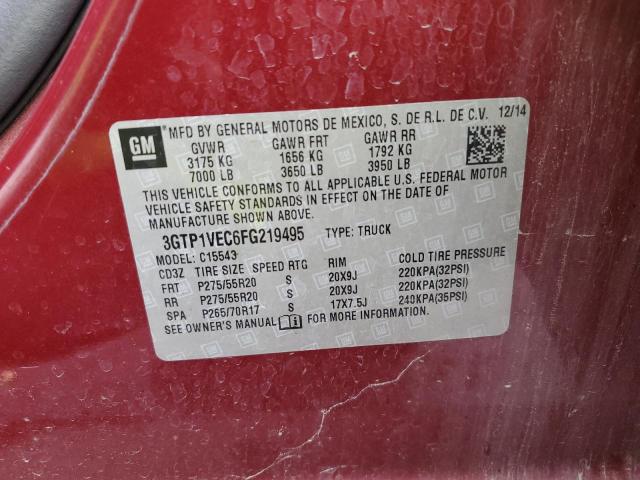 GM
*MFD BY GENERAL MOTORS DE MEXICO, S. DE R.L. DE C.V. 12/14
GVWR GAWR FRT GAWR RR
3175 KG 1656 KG 1792 KG
7000 LB 3650 LB 3950 LB
THIS VEHICLE CONFORMS TO ALL APPLICABLE U.S. FEDERAL MOTOR
VEHICLE SAFETY STANDARDS IN EFFECT ON THE DATE OF
MANUFACTURE SHOWN ABOVE.
3GTP1VEC6FG219495 TYPE: TRUCK
MODEL: C15543
CD3Z TIRE SIZE SPEED RTG RIM COLD TIRE PRESSURE
FRT P275/55R20 S 20X9J 220KPA(32PSI)
RR P275/55R20 S 20X9J 220KPA(32PSI)
SPA P265/70R17 S 17X7.5J 240KPA(35PSI)
SEE OWNER'S MANUAL FOR MORE INFORMATION.